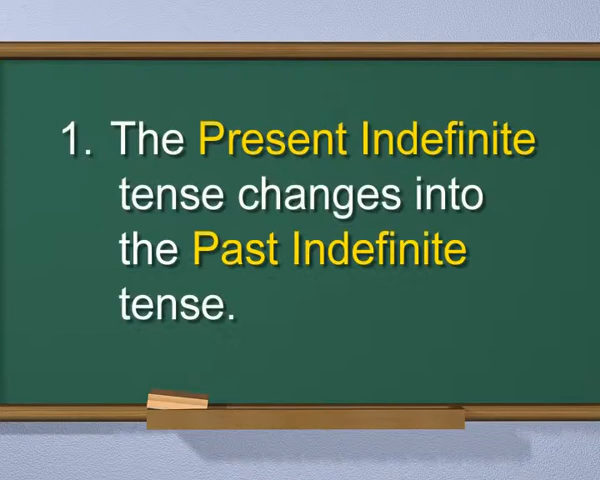 1. The Present Indefinite
tense changes into
the Past Indefinite
tense.